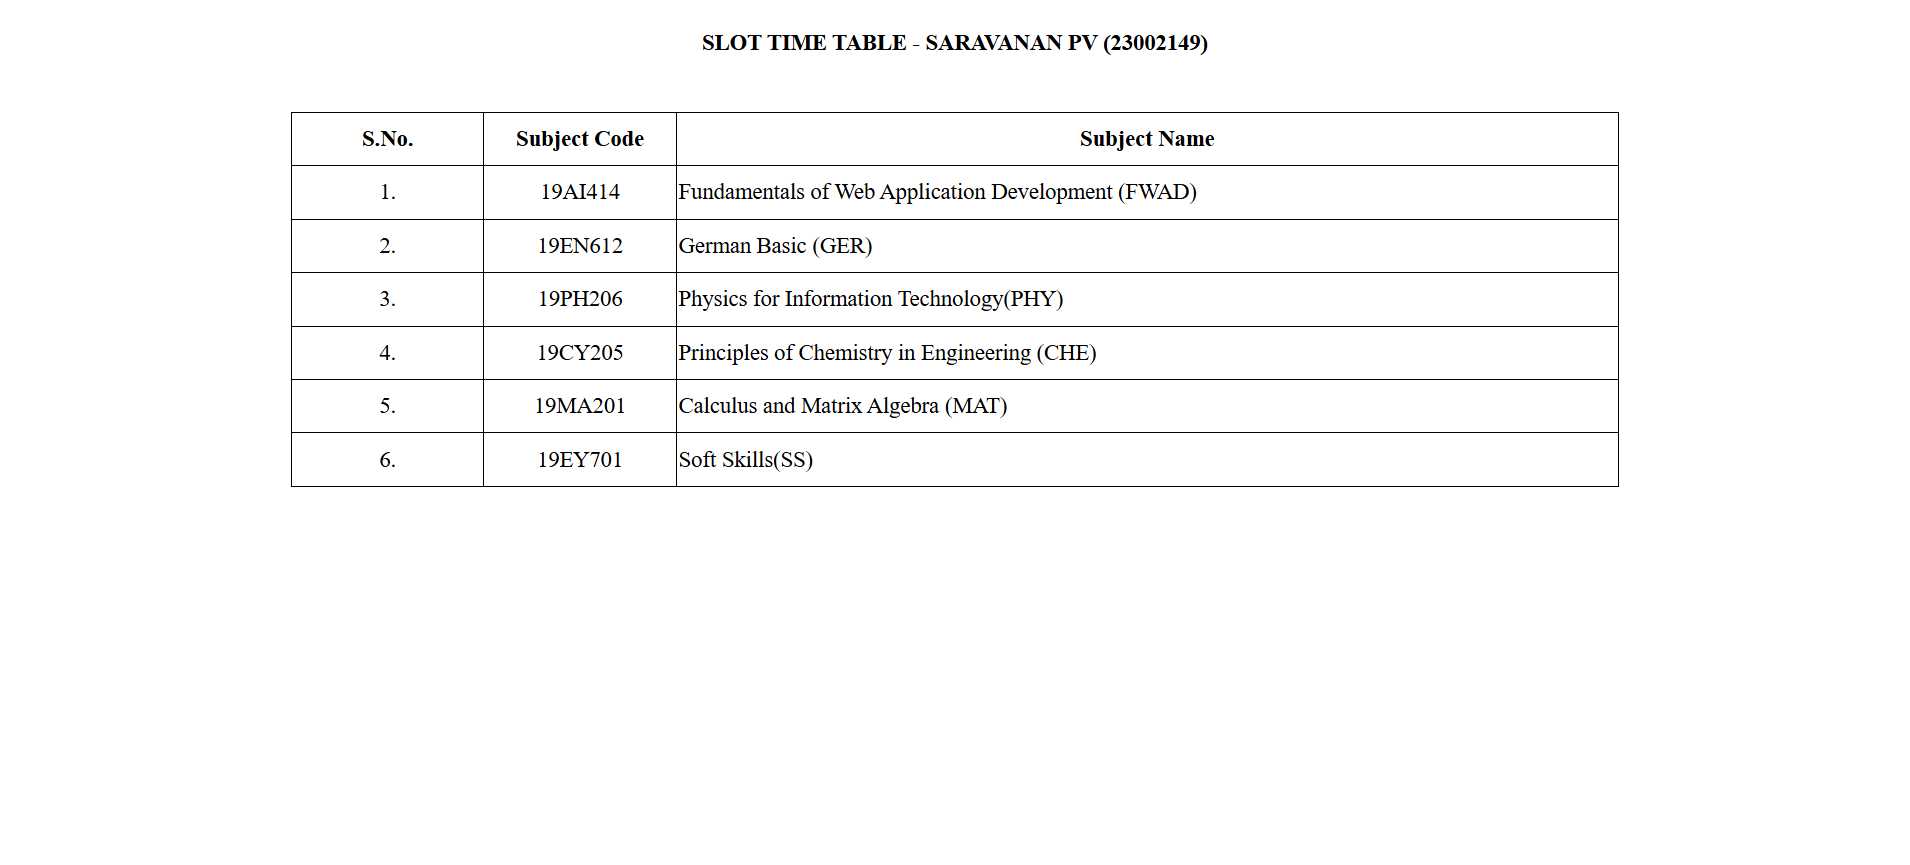 SLOT TIME TABLE - SARAVANAN PV (23002149)
S.No. Subject Code Subject Name
1. 19AI414 Fundamentals of Web Application Development (FWAD)
2. 19EN612 German Basic (GER)
3. 19PH206 Physics for Information Technology(PHY)
4. 19CY205 Principles of Chemistry in Engineering (CHE)
5. 19MA201 Calculus and Matrix Algebra (MAT)
6. 19EY701 Soft Skills(SS)